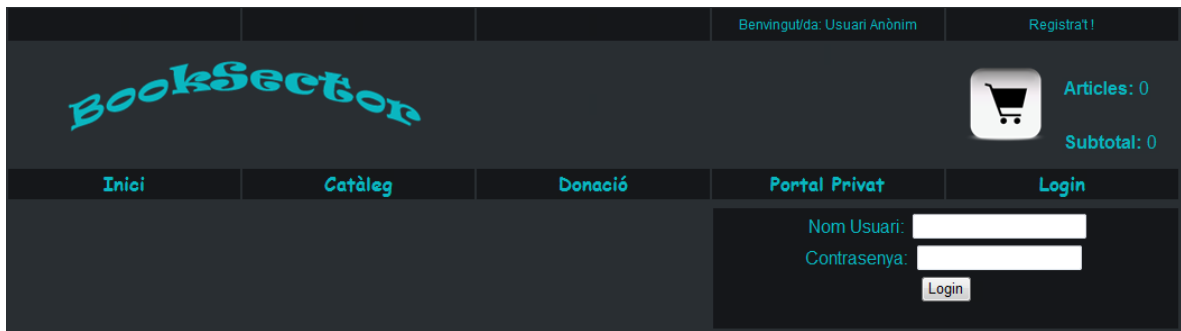 Benvingut/da: Usuari Anònim
Registra't !
BookSector
Articles: 0
Subtotal: 0
Inici
Catàleg
Donació
Portal Privat
Login
Nom Usuari:
Contrasenya:
Login